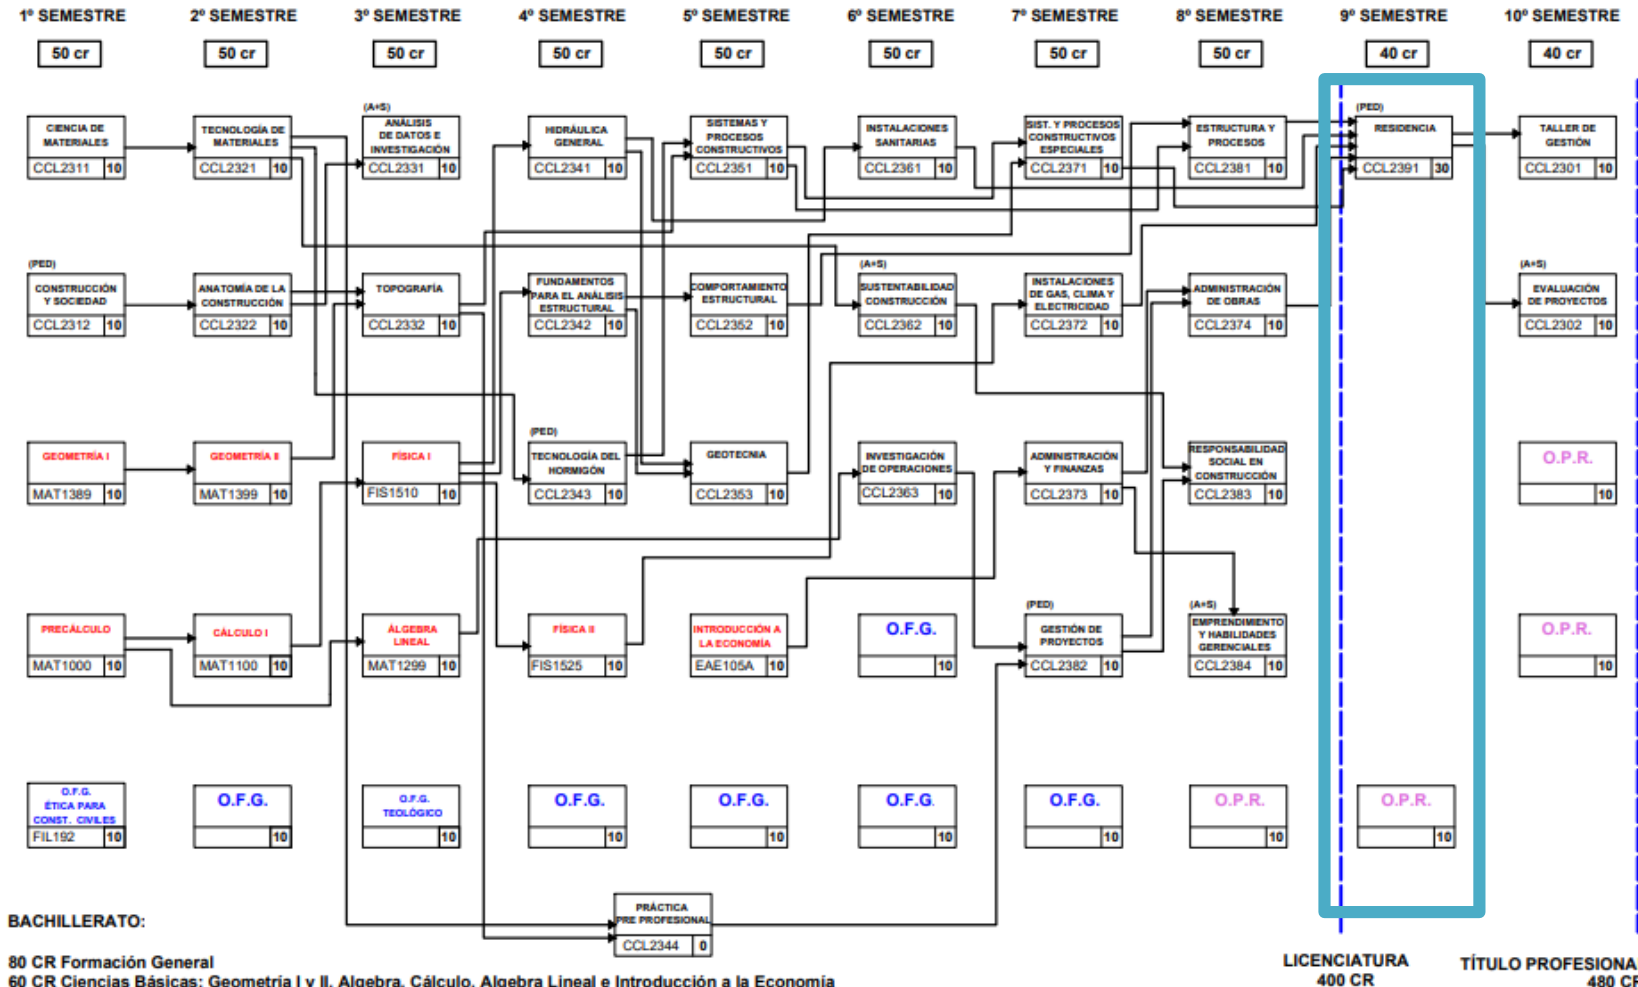 1º SEMESTRE
2º SEMESTRE
3º SEMESTRE
4º SEMESTRE
5º SEMESTRE
6º SEMESTRE
7º SEMESTRE
8º SEMESTRE
9º SEMESTRE
10º SEMESTRE
50 cr
50 cr
50 cr
50 cr
50 cr
50 cr
50 cr
50 cr
40 cr
40 cr
CIENCIA DE
MATERIALES
CCL2311 10
TECNOLOGÍA DE
MATERIALES
CCL2321 10
(A+S)
ANÁLISIS
DE DATOS E
INVESTIGACIÓN
CCL2331 10
HIDRÁULICA
GENERAL
CCL2341 10
SISTEMAS Y
PROCESOS
CONSTRUCTIVOS
CCL2351 10
INSTALACIONES
SANITARIAS
CCL2361 10
SIST. Y PROCESOS
CONSTRUCTIVOS
ESPECIALES
CCL2371 10
ESTRUCTURA Y
PROCESOS
CCL2381 10
(PED)
RESIDENCIA
CCL2391 30
TALLER DE
GESTIÓN
CCL2301 10
(PED)
CONSTRUCCIÓN
Y SOCIEDAD
CCL2312 10
ANATOMÍA DE LA
CONSTRUCCIÓN
CCL2322 10
TOPOGRAFÍA
CCL2332 10
FUNDAMENTOS
PARA EL ANÁLISIS
ESTRUCTURAL
CCL2342 10
COMPORTAMIENTO
ESTRUCTURAL
CCL2352 10
(A+S)
SUSTENTABILIDAD
CONSTRUCCIÓN
CCL2362 10
INSTALACIONES
DE GAS, CLIMA Y
ELECTRICIDAD
CCL2372 10
ADMINISTRACIÓN
DE OBRAS
CCL2374 10
(A+S)
EVALUACIÓN
DE PROYECTOS
CCL2302 10
GEOMETRÍA I
MAT1389 10
GEOMETRÍA II
MAT1399 10
FÍSICA I
FIS1510 10
(PED)
TECNOLOGÍA DEL
HORMIGÓN
CCL2343 10
GEOTECNIA
CCL2353 10
INVESTIGACIÓN
DE OPERACIONES
CCL2363 10
ADMINISTRACIÓN
Y FINANZAS
CCL2373 10
RESPONSABILIDAD
SOCIAL EN
CONSTRUCCIÓN
CCL2383 10
O.P.R.
10
PRECÁLCULO
MAT1000 10
CÁLCULO I
MAT1100 10
ÁLGEBRA
LINEAL
MAT1299 10
FÍSICA II
FIS1525 10
INTRODUCCIÓN A
LA ECONOMÍA
EAE105A 10
O.F.G.
10
(PED)
GESTIÓN DE
PROYECTOS
CCL2382 10
(A+S)
EMPRENDIMIENTO
Y HABILIDADES
GERENCIALES
CCL2384 10
O.P.R.
10
O.F.G.
ÉTICA PARA
CONST. CIVILES
FIL192 10
O.F.G.
10
O.F.G.
TEOLÓGICO
10
O.F.G.
10
O.F.G.
10
O.F.G.
10
O.F.G.
10
O.P.R.
10
O.P.R.
10
PRÁCTICA
PRE PROFESIONAL
CCL2344 0
BACHILLERATO:
80 CR Formación General
60 CR Ciencias Básicas: Geometría I y II, Algebra, Cálculo, Algebra Lineal e Introducción a la Economía
LICENCIATURA
400 CR
TÍTULO PROFESIONA
480 CR